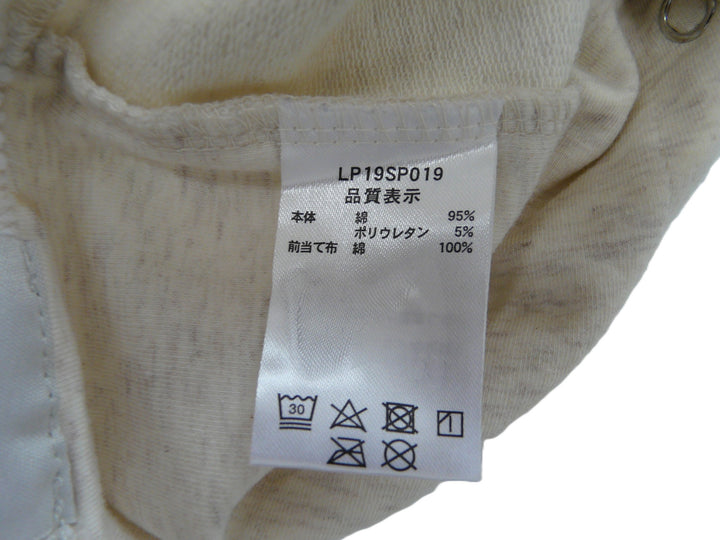 LP19SP019
品質表示
本体 綿 95%
ポリウレタン 5%
前当て布 綿 100%
30